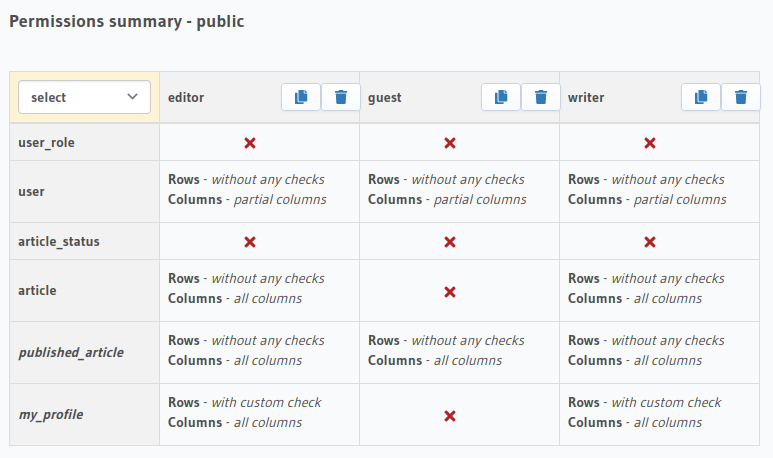 Permissions summary - public
select editor guest writer
user_role
user
Rows - without any checks Rows - without any checks Rows - without any checks
Columns - partial columns Columns - partial columns Columns - partial columns
article_status
article
Rows - without any checks Rows - without any checks
Columns - all columns Columns - all columns
published_article
Rows - without any checks Rows - without any checks Rows - without any checks
Columns - all columns Columns - all columns Columns - all columns
my_profile
Rows - with custom check Rows - with custom check
Columns - all columns Columns - all columns